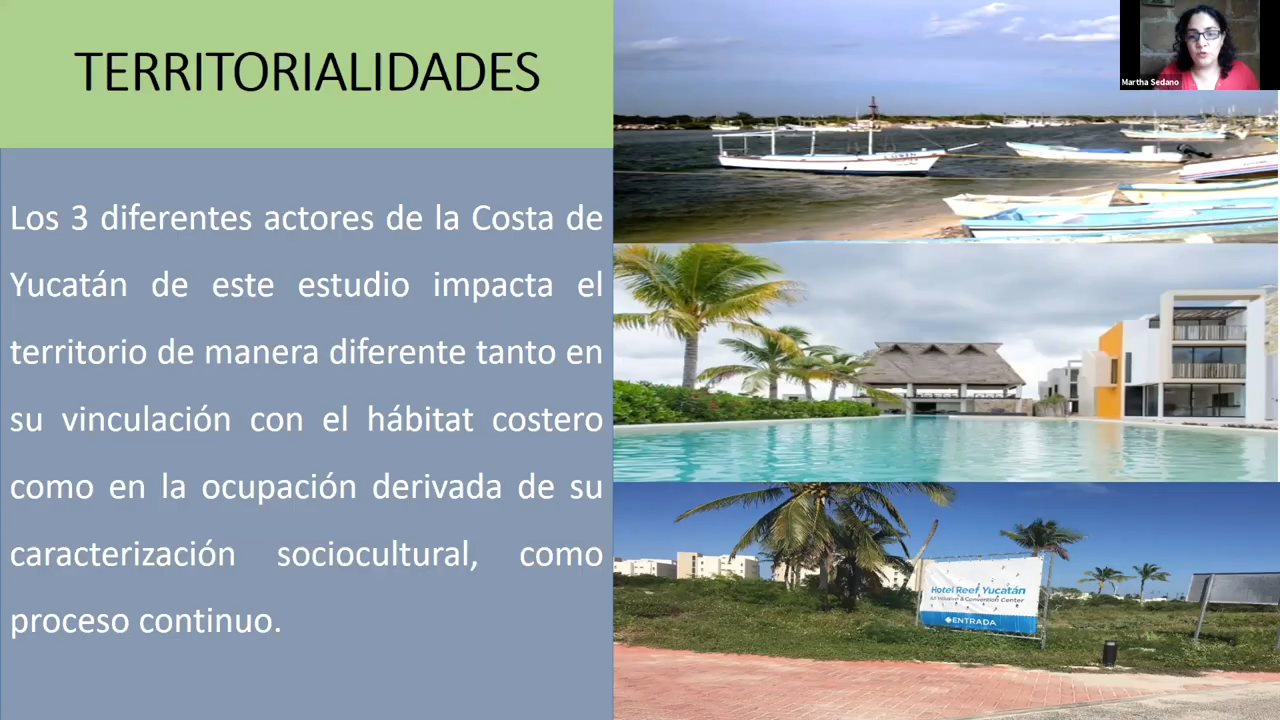 TERRITORIALIDADES
Los 3 diferentes actores de la Costa de
Yucatán de este estudio impacta el
territorio de manera diferente tanto en
su vinculación con el hábitat costero
como en la ocupación derivada de su
caracterización sociocultural, como
proceso continuo.
Martha Sedano
Hotel Reef Yucatán
All Inclusive & Convention Center
ENTRADA